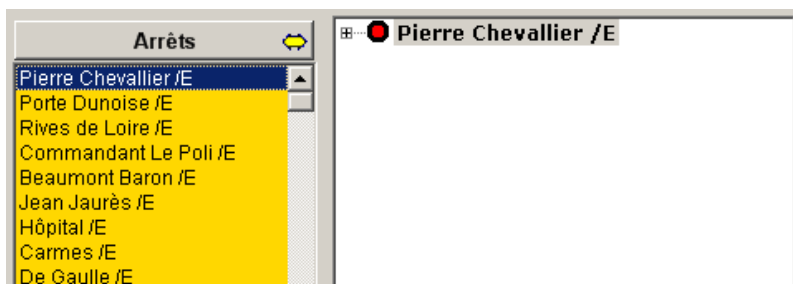 Arrêts
Pierre Chevallier /E
Porte Dunoise /E
Rives de Loire /E
Commandant Le Poli /E
Beaumont Baron /E
Jean Jaurès /E
Hôpital /E
Carmes /E
De Gaulle /E
Pierre Chevallier /E